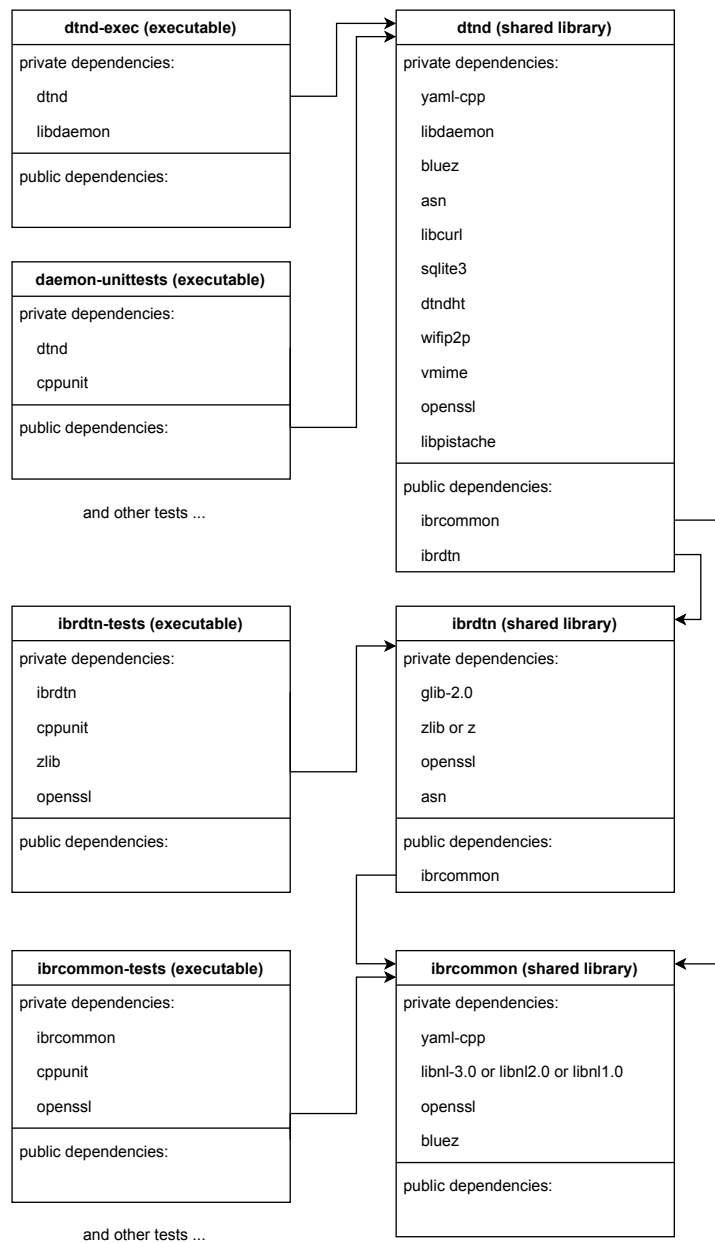 dtnd-exec (executable)
private dependencies:
dtnd
libdaemon
public dependencies:
daemon-unittests (executable)
private dependencies:
dtnd
cppunit
public dependencies:
and other tests ...
dtnd (shared library)
private dependencies:
yaml-cpp
libdaemon
bluez
asn
libcurl
sqlite3
dtndht
wifip2p
vmime
openssl
libpistache
public dependencies:
ibrcommon
ibrdtn
ibrdtn-tests (executable)
private dependencies:
ibrdtn
cppunit
zlib
openssl
public dependencies:
ibrdtn (shared library)
private dependencies:
glib-2.0
zlib or z
openssl
asn
public dependencies:
ibrcommon
ibrcommon-tests (executable)
private dependencies:
ibrcommon
cppunit
openssl
public dependencies:
and other tests ...
ibrcommon (shared library)
private dependencies:
yaml-cpp
libnl-3.0 or libnl2.0 or libnl1.0
openssl
bluez
public dependencies: